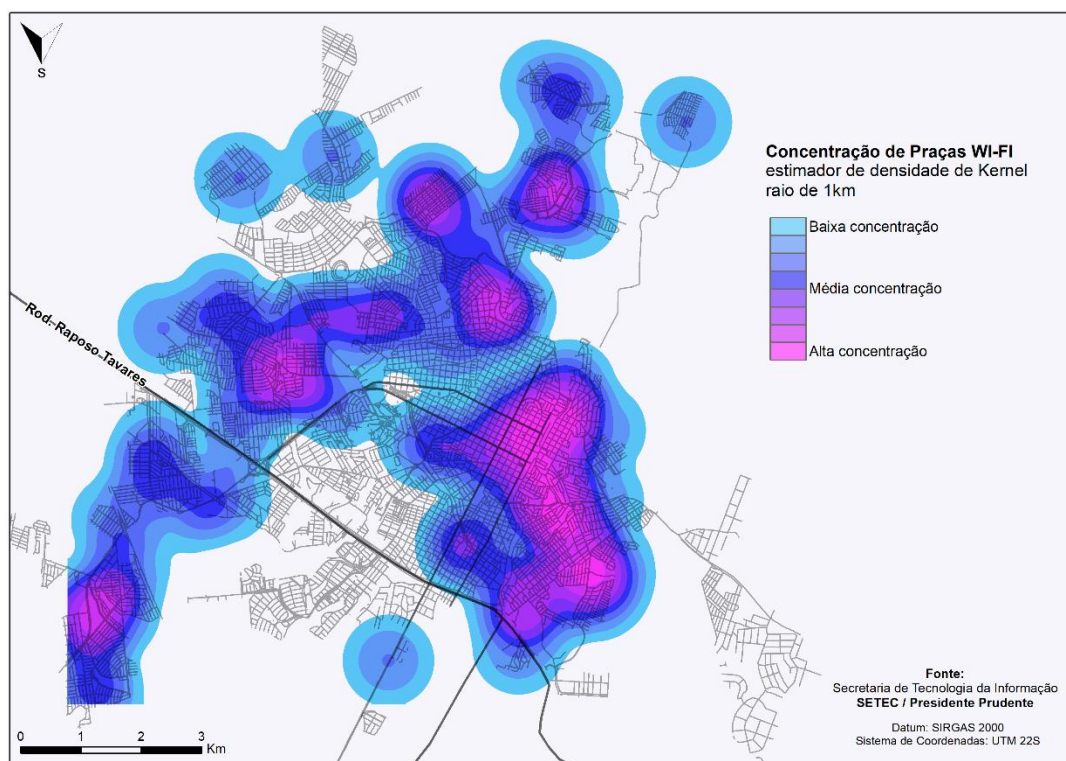 S
Concentração de Praças WI-FI
estimador de densidade de Kernel
raio de 1km
Baixa concentração
Média concentração
Alta concentração
Rod. Raposo Tavares
Fonte:
Secretaria de Tecnologia da Informação
SETEC / Presidente Prudente
Datum: SIRGAS 2000
Sistema de Coordenadas: UTM 22S
0 1 2 3
Km